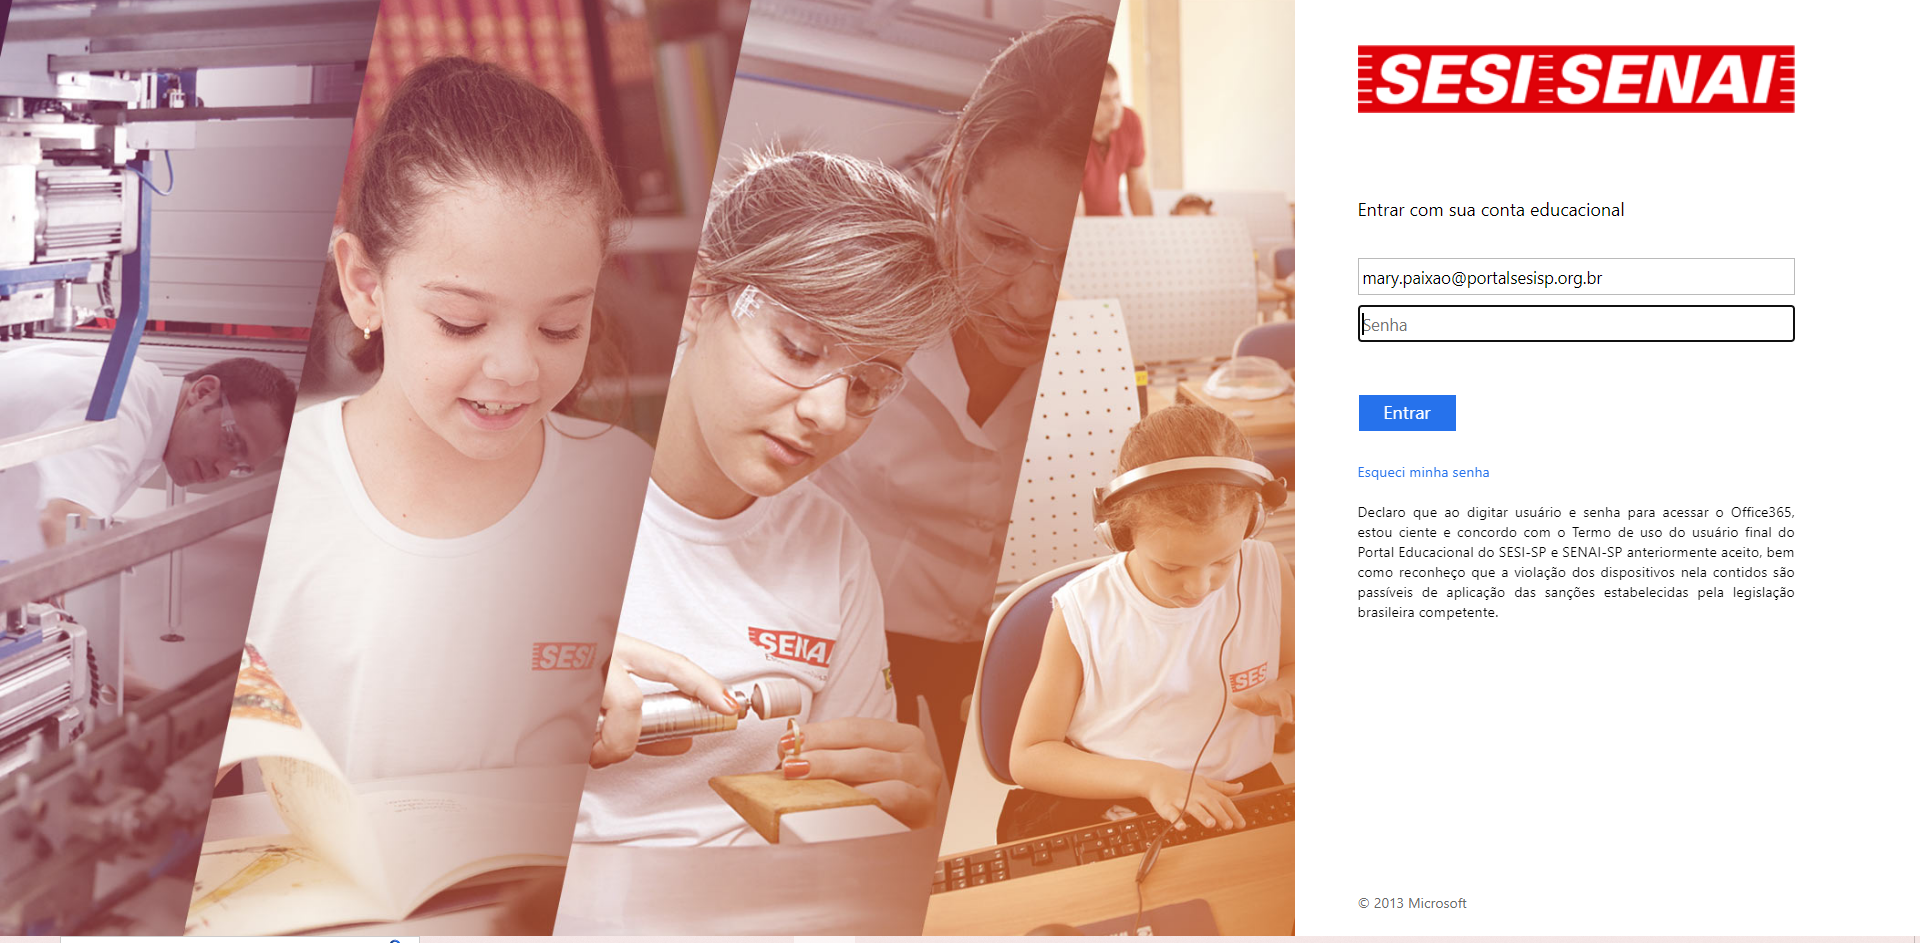 SESI SENAI
Entrar com sua conta educacional
mary.paixao@portalsesisp.org.br
Senha
Entrar
Esqueci minha senha
Declaro que ao digitar usuário e senha para acessar o Office365,
estou ciente e concordo com o Termo de uso do usuário final do
Portal Educacional do SESI-SP e SENAI-SP anteriormente aceito, bem
como reconheço que a violação dos dispositivos nela contidos são
passíveis de aplicação das sanções estabelecidas pela legislação
brasileira competente.
© 2013 Microsoft
SESI
SENAI
SES